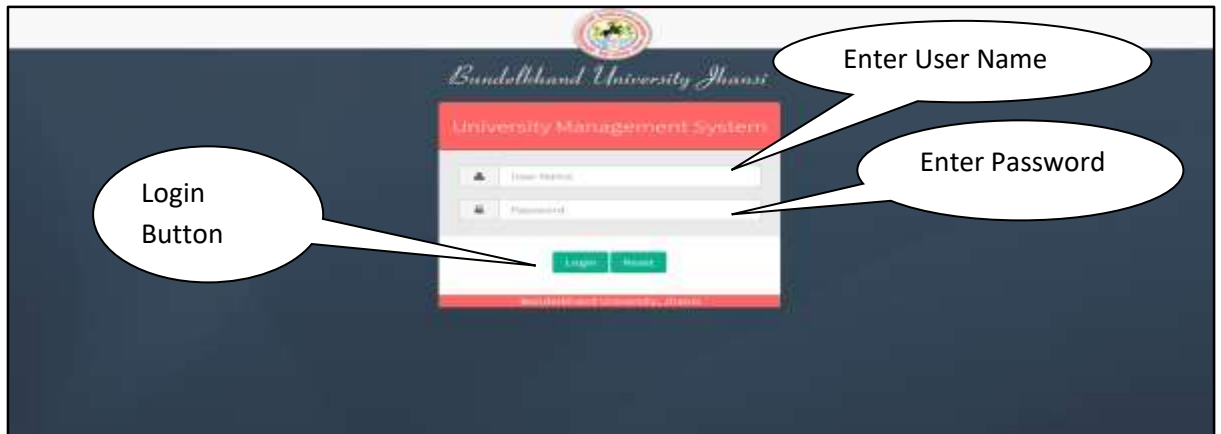 Enter User Name
Bundelkhand University Jhansi
University Management System
Enter Password
User Name
Login
Button
Password
Login Reset
Bundelkhand University, Jhansi